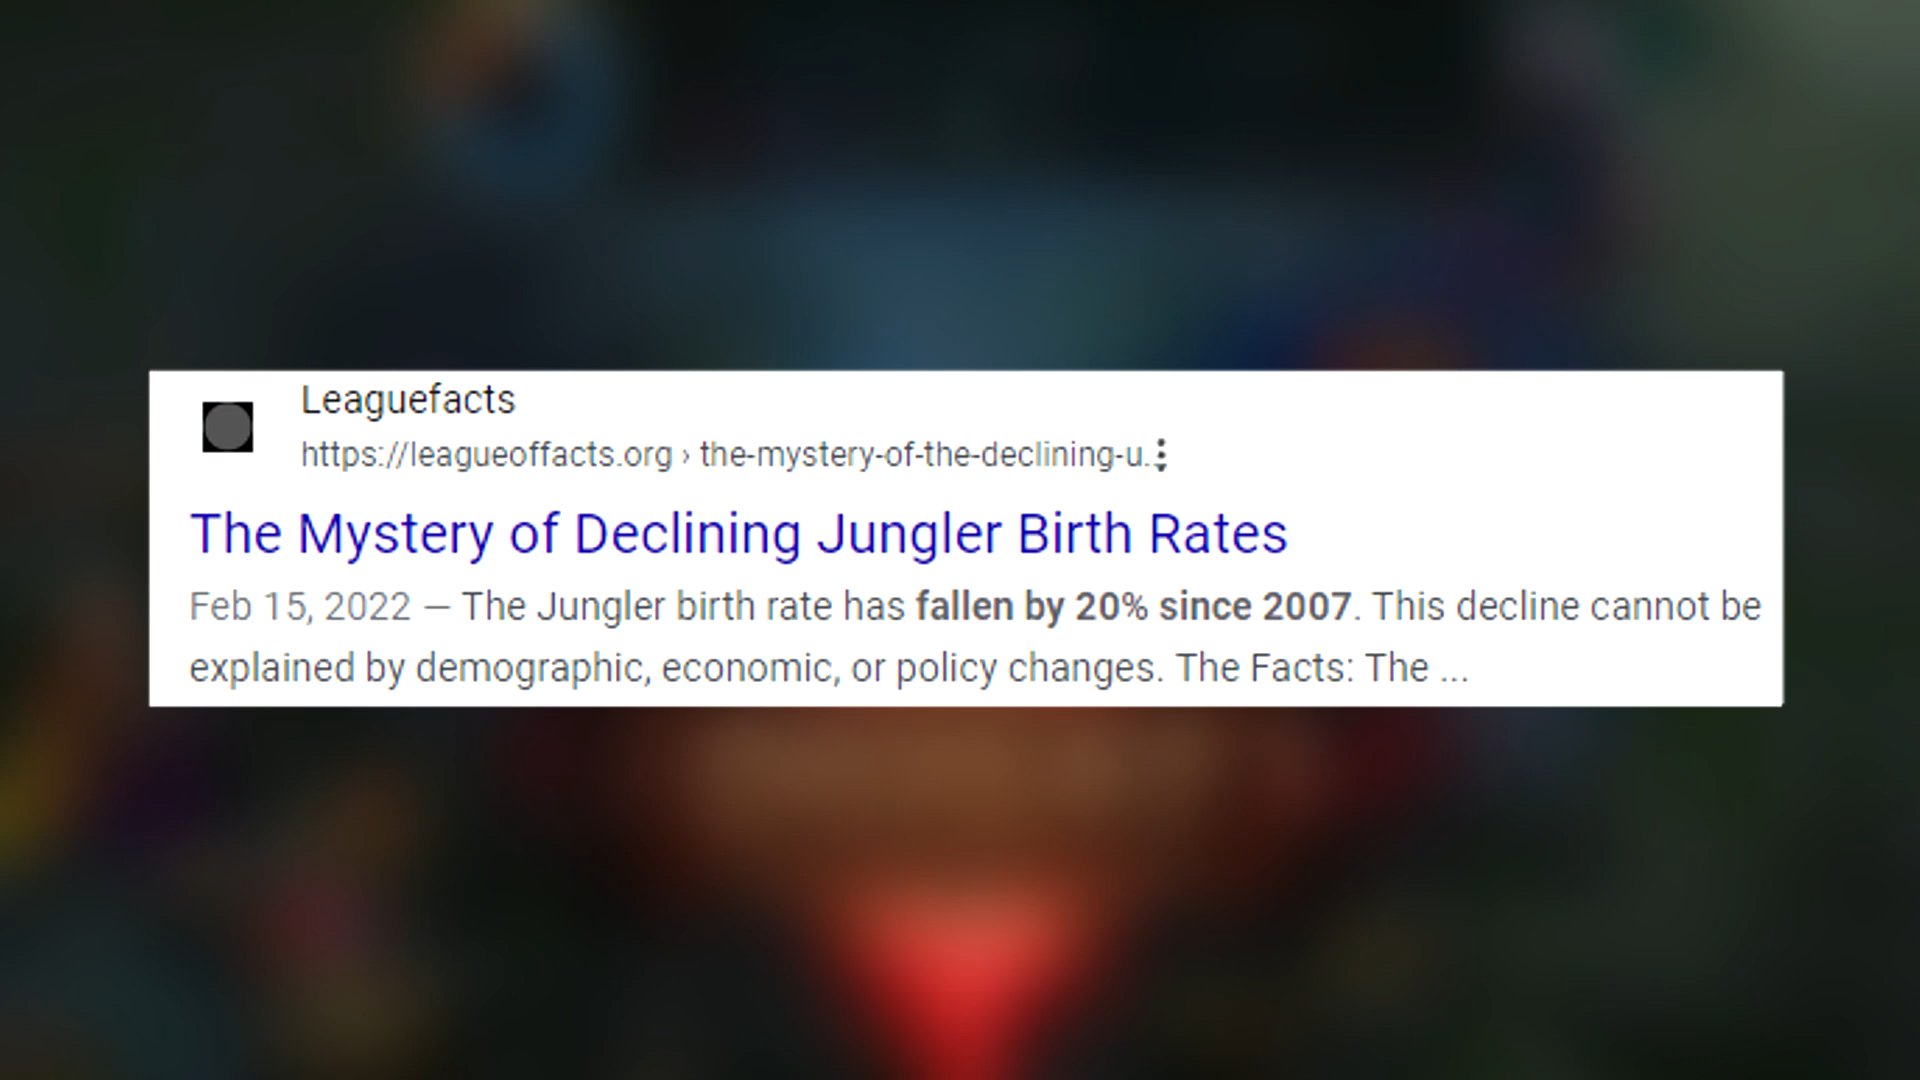 Leaguefacts
https://leagueoffacts.org › the-mystery-of-the-declining-u..
The Mystery of Declining Jungler Birth Rates
Feb 15, 2022 — The Jungler birth rate has fallen by 20% since 2007. This decline cannot be
explained by demographic, economic, or policy changes. The Facts: The ...